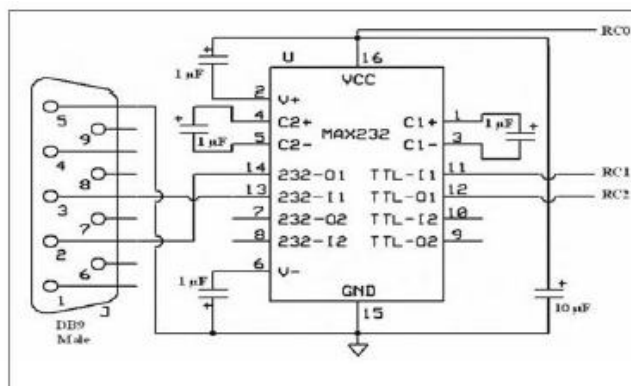 RC0
U
16
VCC
1 µF
2
V+
4
C2+
C1+
1
1 µF
MAX232
1 µF
5
C2-
C1-
3
14
232-O1
TTL-I1
11
RC1
13
232-I1
TTL-O1
12
RC2
7
232-O2
TTL-I2
10
8
232-I2
TTL-O2
9
6
V-
1 µF
GND
15
10 µF
5
9
4
8
3
7
2
6
1
J
DB9
Male